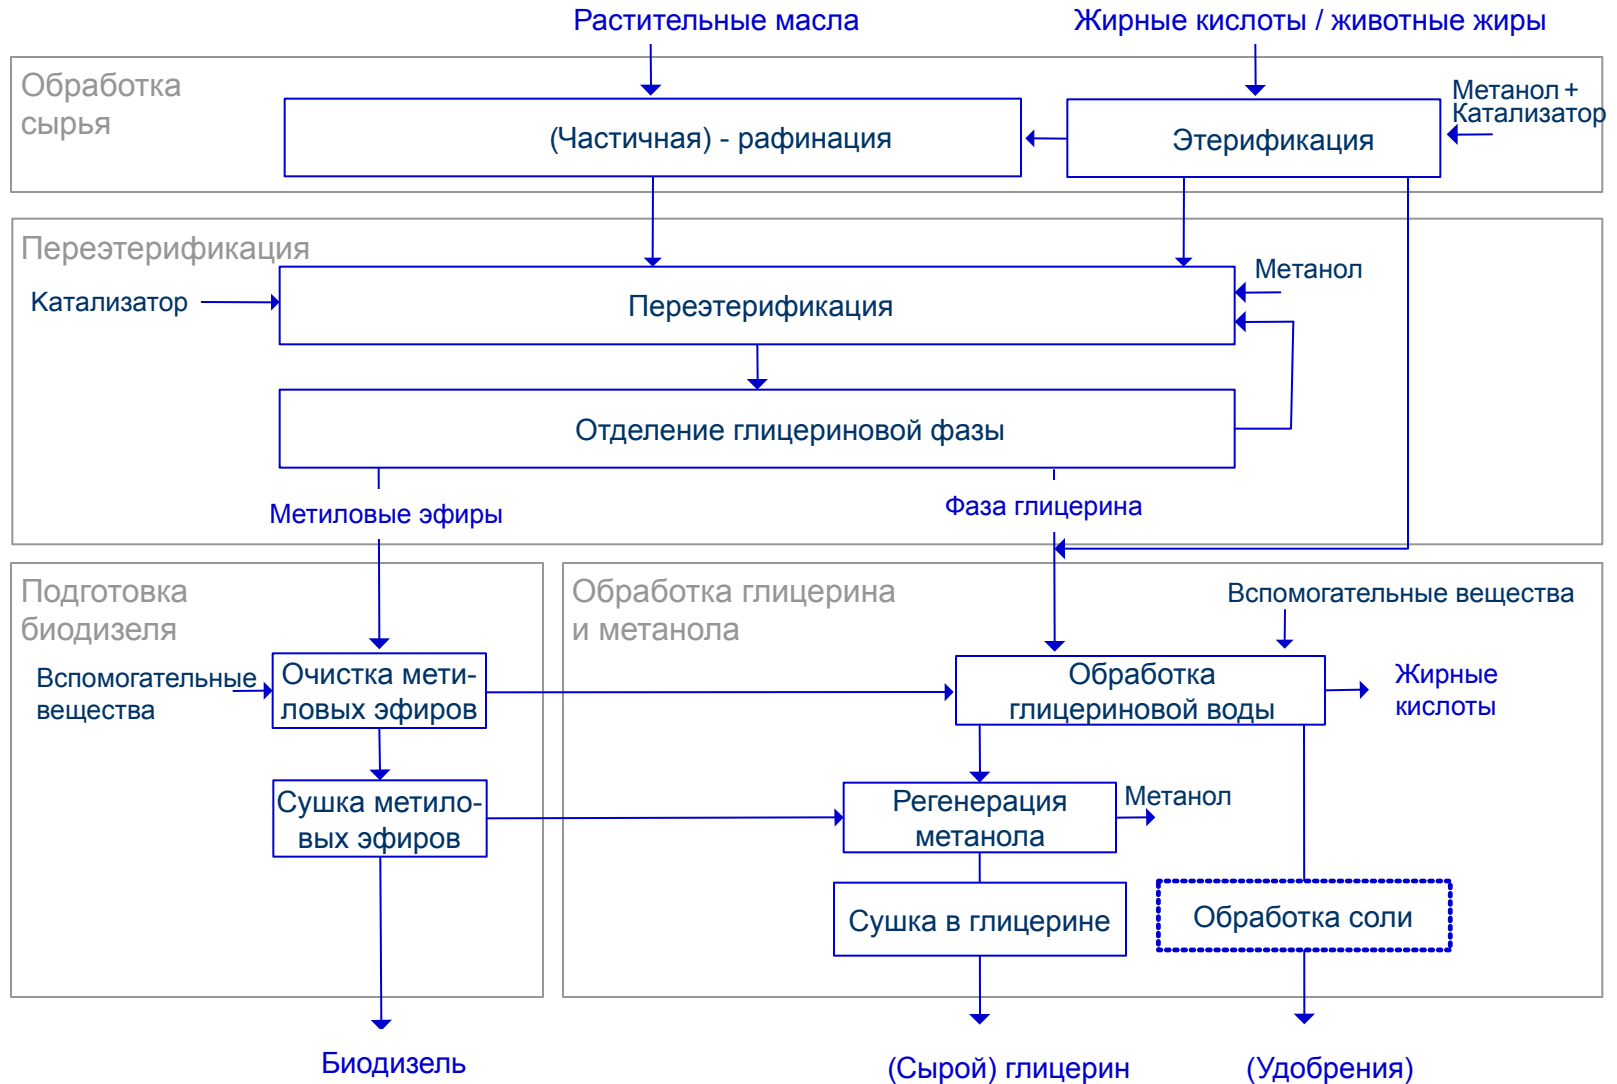 Растительные масла
Жирные кислоты / животные жиры
Обработка
сырья
(Частичная) - рафинация
Этерификация
Метанол +
Катализатор
Переэтерификация
Катализатор
Переэтерификация
Метанол
Отделение глицериновой фазы
Метиловые эфиры
Фаза глицерина
Подготовка
биодизеля
Вспомогательные
вещества
Очистка мети-
ловых эфиров
Сушка метило-
вых эфиров
Обработка глицерина
и метанола
Вспомогательные вещества
Обработка
глицериновой воды
Жирные
кислоты
Регенерация
метанола
Метанол
Сушка в глицерине
Обработка соли
Биодизель
(Сырой) глицерин
(Удобрения)